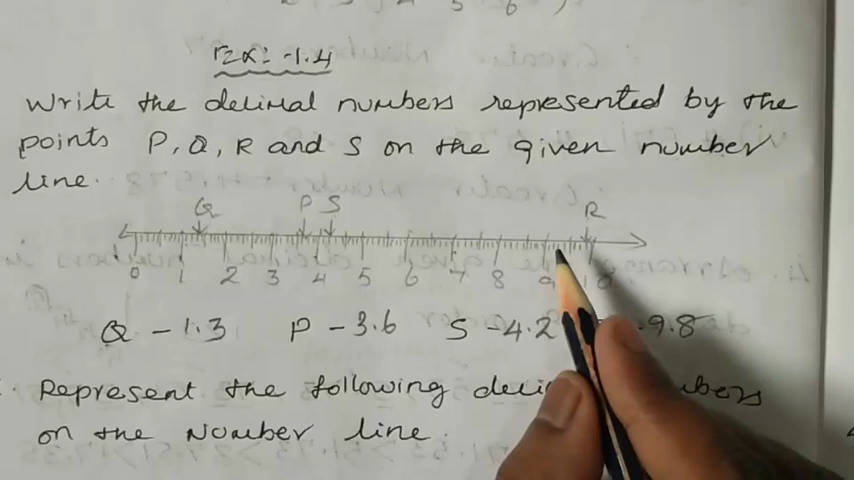 Ex: -1.4
Write the decimal numbers represented by the
points P, Q, R and S on the given number
line.
Q P S R
0 1 2 3 4 5 6 7 8 9 10
Q - 1.3 P - 3.6 S - 4.2 - 9.8
Represent the following
on the Number line.